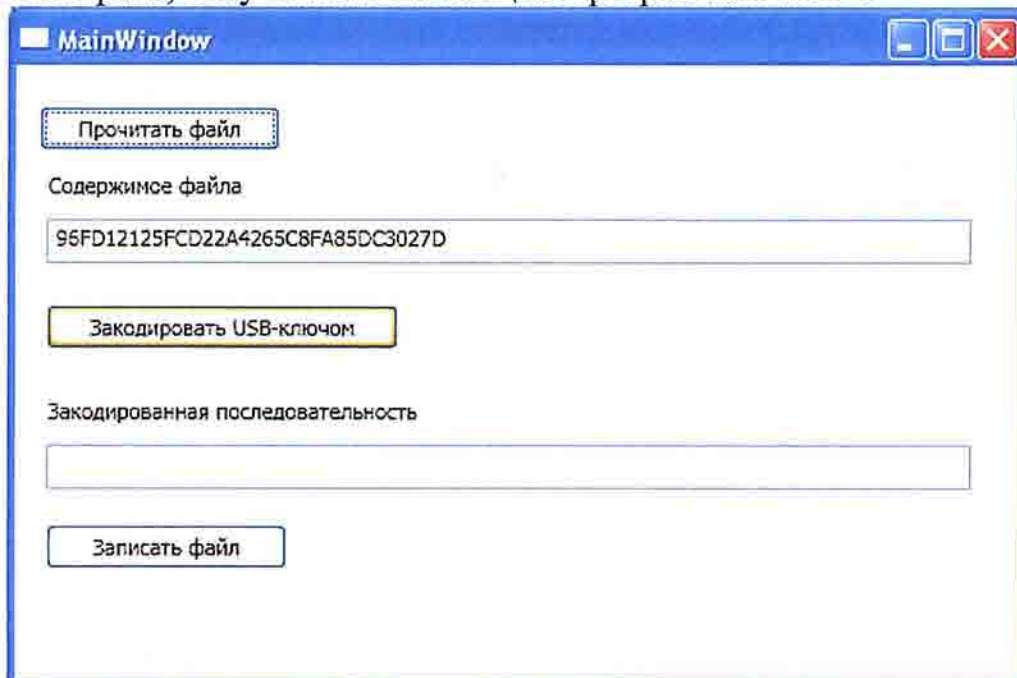 MainWindow
Прочитать файл
Содержимое файла
96FD12125FCD22A4265C8FA85DC3027D
Закодировать USB-ключом
Закодированная последовательность
Записать файл